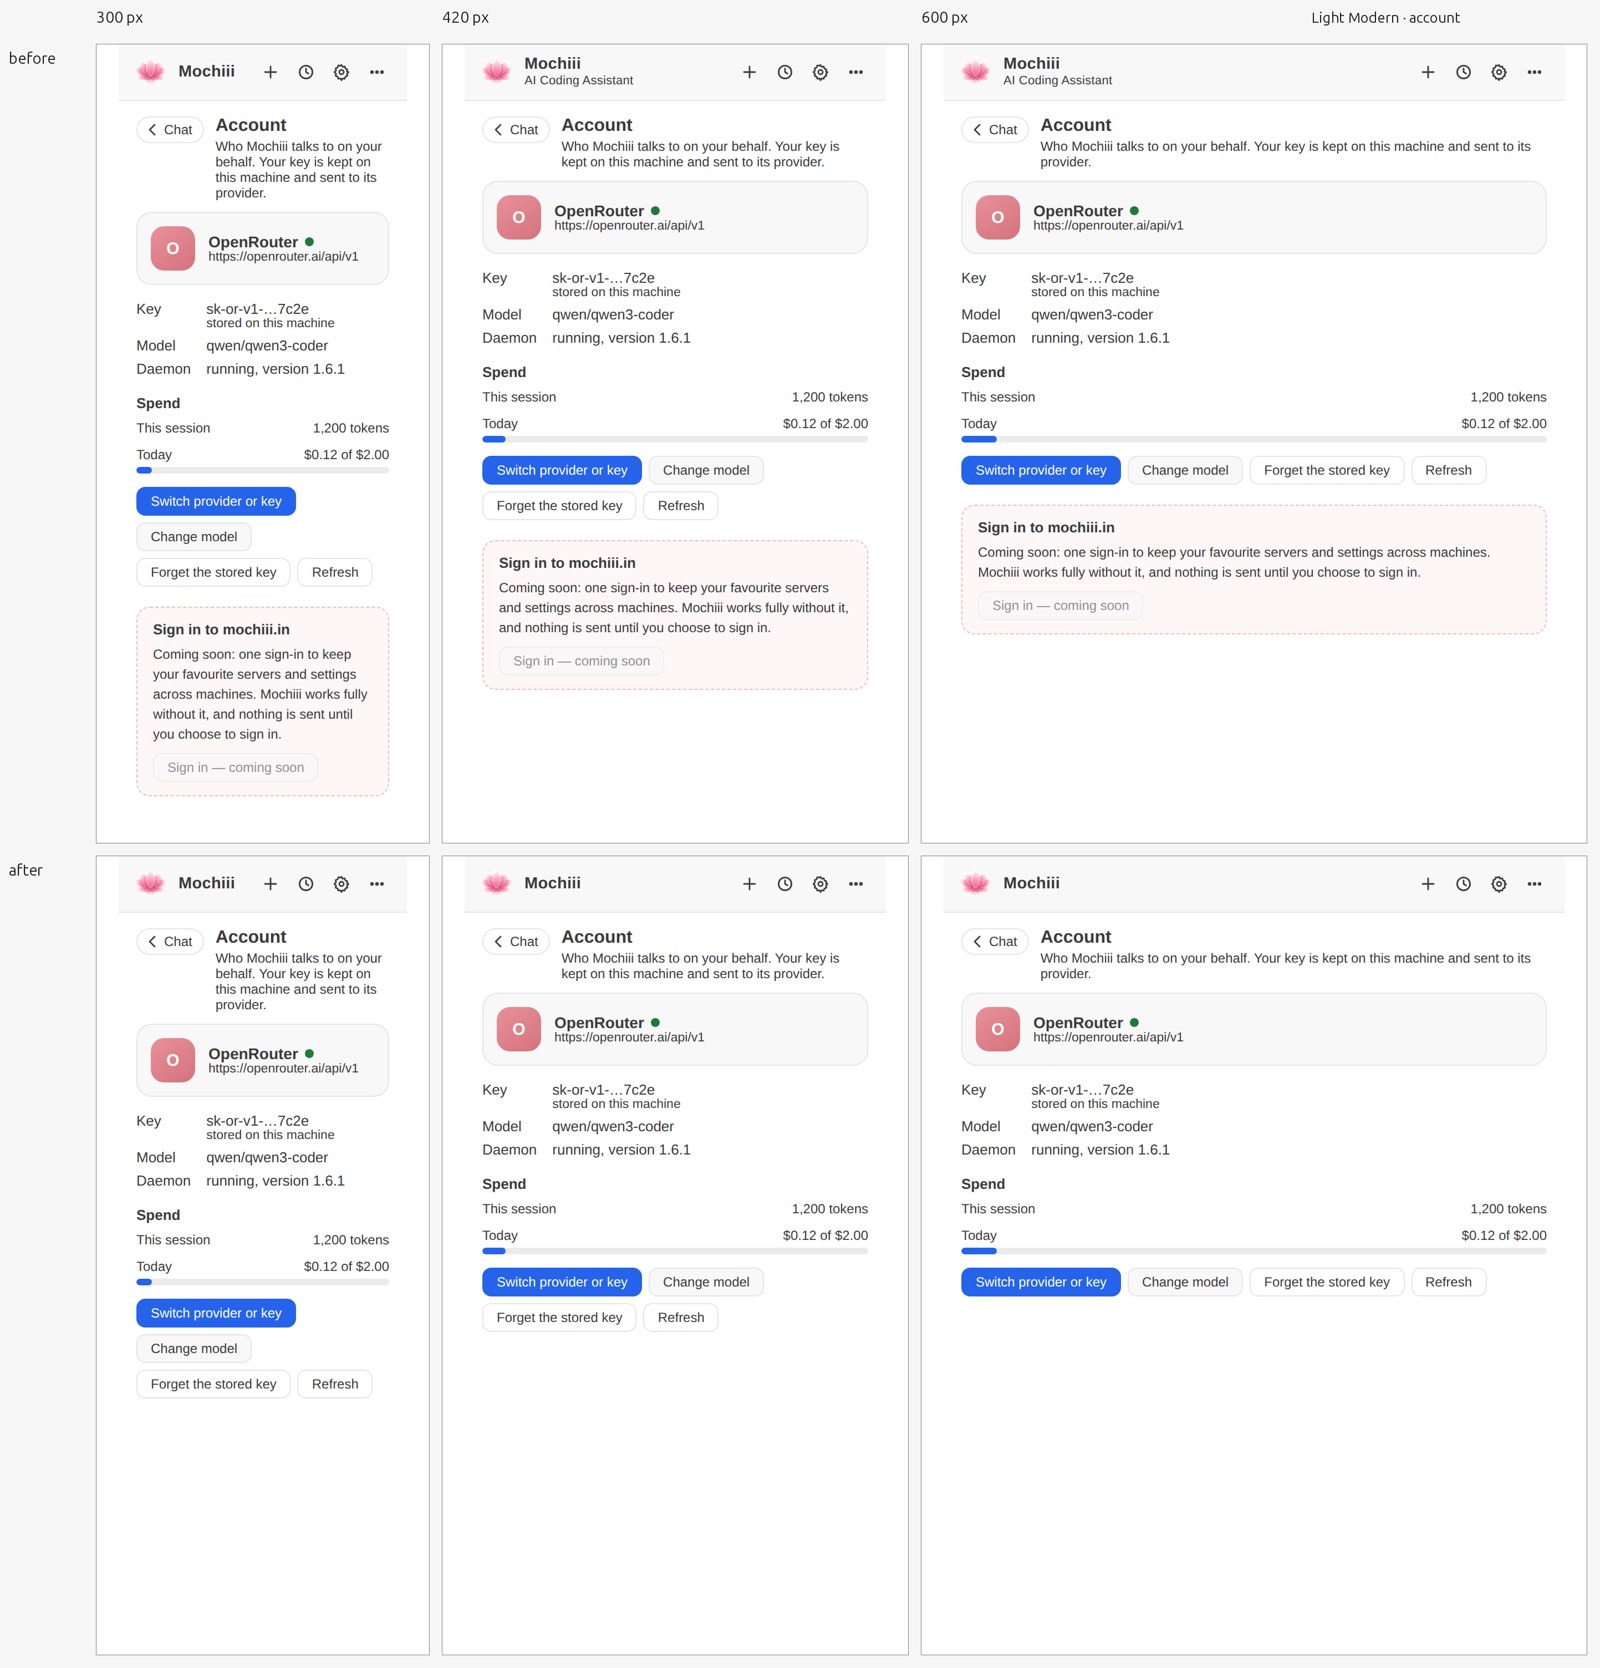 300 px
420 px
600 px
Light Modern · account
before
Mochiii
Chat
Account
Who Mochiii talks to on your
behalf. Your key is kept on
this machine and sent to its
provider.
O
OpenRouter
https://openrouter.ai/api/v1
Key
sk-or-v1-…7c2e
stored on this machine
Model
qwen/qwen3-coder
Daemon
running, version 1.6.1
Spend
This session
1,200 tokens
Today
$0.12 of $2.00
Switch provider or key
Change model
Forget the stored key
Refresh
Sign in to mochiii.in
Coming soon: one sign-in to keep
your favourite servers and settings
across machines. Mochiii works fully
without it, and nothing is sent until
you choose to sign in.
Sign in — coming soon
Mochiii
AI Coding Assistant
Chat
Account
Who Mochiii talks to on your behalf. Your key is
kept on this machine and sent to its provider.
O
OpenRouter
https://openrouter.ai/api/v1
Key
sk-or-v1-…7c2e
stored on this machine
Model
qwen/qwen3-coder
Daemon
running, version 1.6.1
Spend
This session
1,200 tokens
Today
$0.12 of $2.00
Switch provider or key
Change model
Forget the stored key
Refresh
Sign in to mochiii.in
Coming soon: one sign-in to keep your favourite servers
and settings across machines. Mochiii works fully without it,
and nothing is sent until you choose to sign in.
Sign in — coming soon
Mochiii
AI Coding Assistant
Chat
Account
Who Mochiii talks to on your behalf. Your key is kept on this machine and sent to its
provider.
O
OpenRouter
https://openrouter.ai/api/v1
Key
sk-or-v1-…7c2e
stored on this machine
Model
qwen/qwen3-coder
Daemon
running, version 1.6.1
Spend
This session
1,200 tokens
Today
$0.12 of $2.00
Switch provider or key
Change model
Forget the stored key
Refresh
Sign in to mochiii.in
Coming soon: one sign-in to keep your favourite servers and settings across machines.
Mochiii works fully without it, and nothing is sent until you choose to sign in.
Sign in — coming soon
after
Mochiii
Chat
Account
Who Mochiii talks to on your
behalf. Your key is kept on
this machine and sent to its
provider.
O
OpenRouter
https://openrouter.ai/api/v1
Key
sk-or-v1-…7c2e
stored on this machine
Model
qwen/qwen3-coder
Daemon
running, version 1.6.1
Spend
This session
1,200 tokens
Today
$0.12 of $2.00
Switch provider or key
Change model
Forget the stored key
Refresh
Mochiii
Chat
Account
Who Mochiii talks to on your behalf. Your key is
kept on this machine and sent to its provider.
O
OpenRouter
https://openrouter.ai/api/v1
Key
sk-or-v1-…7c2e
stored on this machine
Model
qwen/qwen3-coder
Daemon
running, version 1.6.1
Spend
This session
1,200 tokens
Today
$0.12 of $2.00
Switch provider or key
Change model
Forget the stored key
Refresh
Mochiii
Chat
Account
Who Mochiii talks to on your behalf. Your key is kept on this machine and sent to its
provider.
O
OpenRouter
https://openrouter.ai/api/v1
Key
sk-or-v1-…7c2e
stored on this machine
Model
qwen/qwen3-coder
Daemon
running, version 1.6.1
Spend
This session
1,200 tokens
Today
$0.12 of $2.00
Switch provider or key
Change model
Forget the stored key
Refresh